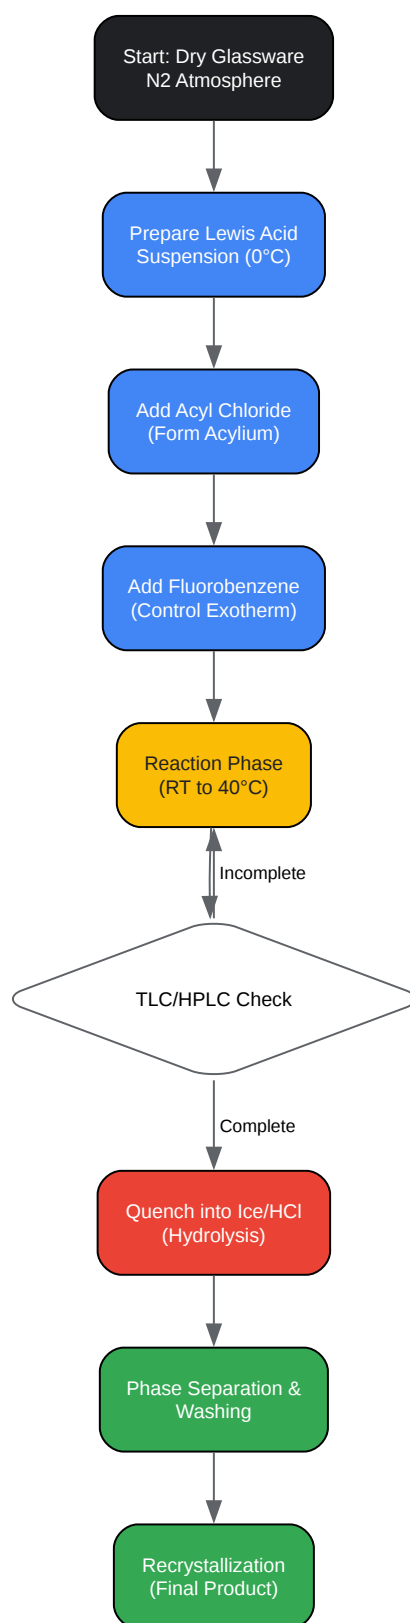 Start: Dry Glassware
N2 Atmosphere
Prepare Lewis Acid
Suspension (0°C)
Add Acyl Chloride
(Form Acylium)
Add Fluorobenzene
(Control Exotherm)
Reaction Phase
(RT to 40°C)
Incomplete
TLC/HPLC Check
Complete
Quench into Ice/HCl
(Hydrolysis)
Phase Separation &
Washing
Recrystallization
(Final Product)